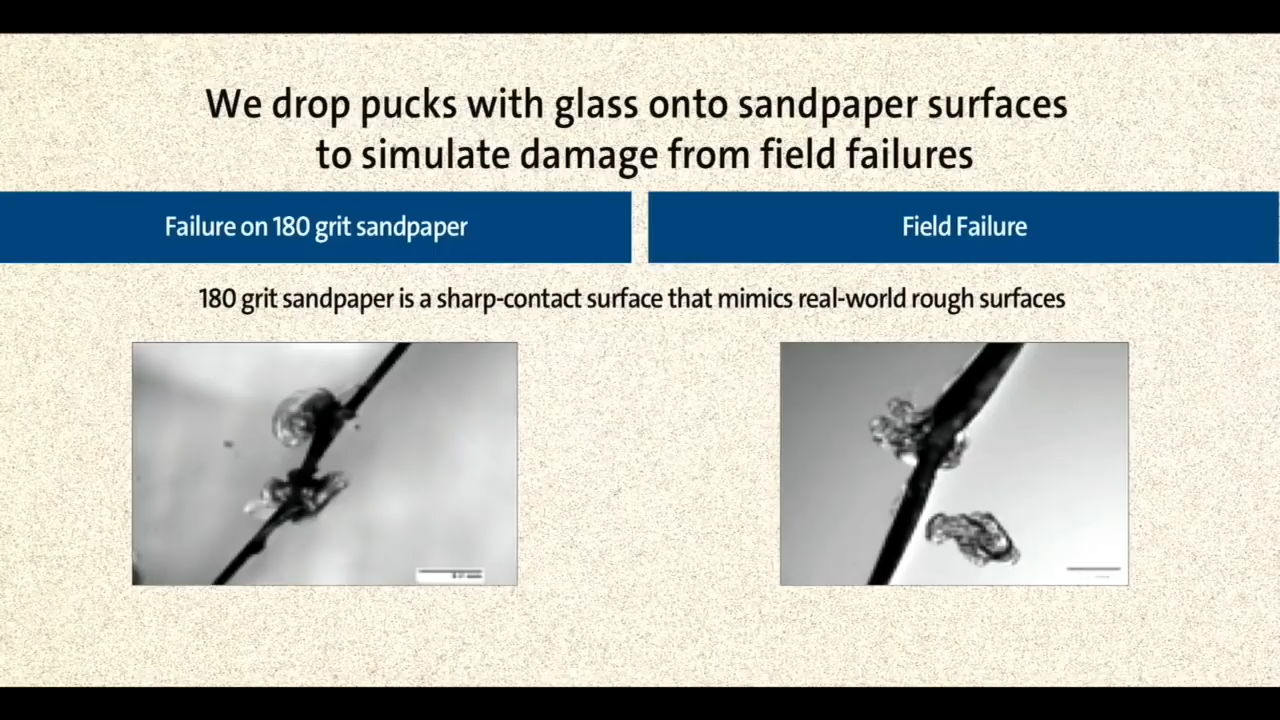 We drop pucks with glass onto sandpaper surfaces
to simulate damage from field failures
Failure on 180 grit sandpaper
Field Failure
180 grit sandpaper is a sharp-contact surface that mimics real-world rough surfaces